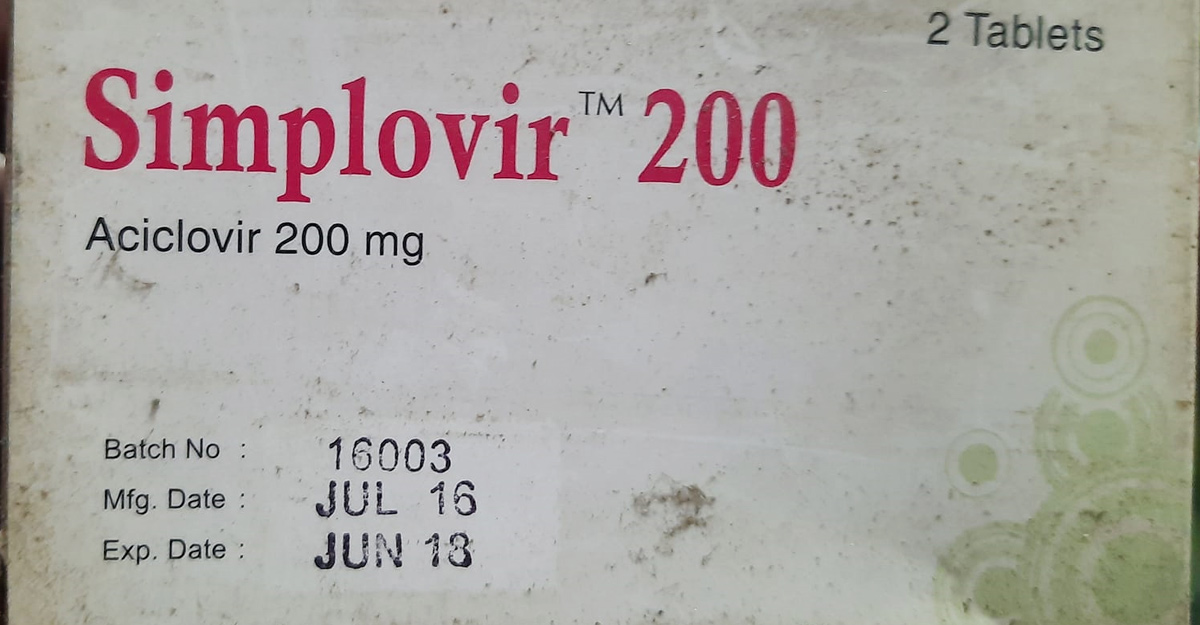 2 Tablets
Simplovir™ 200
Aciclovir 200 mg
Batch No : 16003
Mfg. Date : JUL 16
Exp. Date : JUN 18